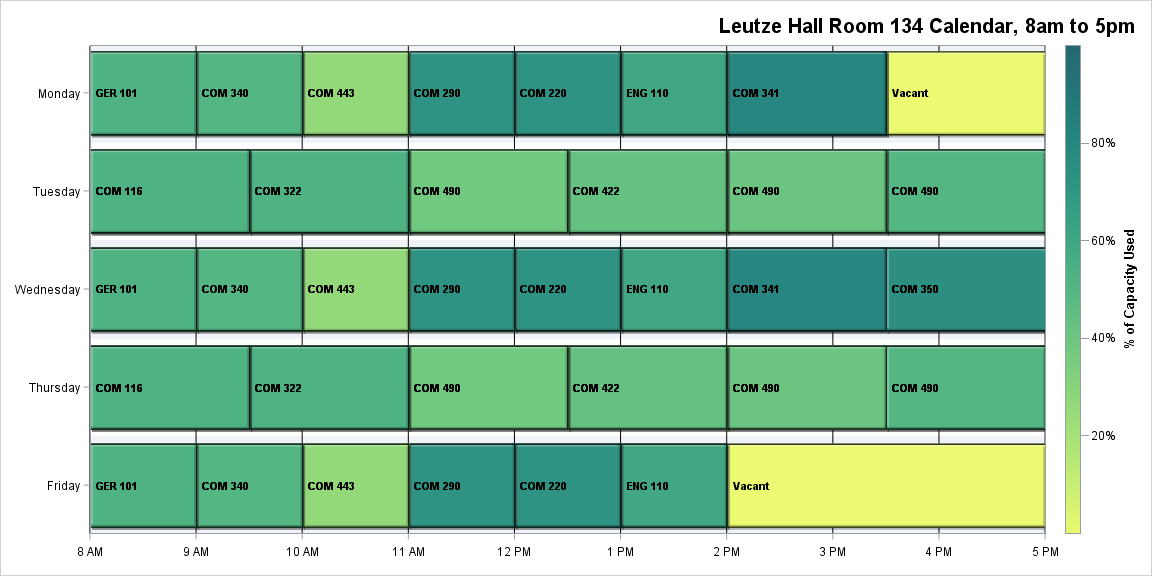 Leutze Hall Room 134 Calendar, 8am to 5pm
Monday
GER 101
COM 340
COM 443
COM 290
COM 220
ENG 110
COM 341
Vacant
Tuesday
COM 116
COM 322
COM 490
COM 422
COM 490
COM 490
Wednesday
GER 101
COM 340
COM 443
COM 290
COM 220
ENG 110
COM 341
COM 350
Thursday
COM 116
COM 322
COM 490
COM 422
COM 490
COM 490
Friday
GER 101
COM 340
COM 443
COM 290
COM 220
ENG 110
Vacant
8 AM
9 AM
10 AM
11 AM
12 PM
1 PM
2 PM
3 PM
4 PM
5 PM
80%
60%
40%
20%
% of Capacity Used